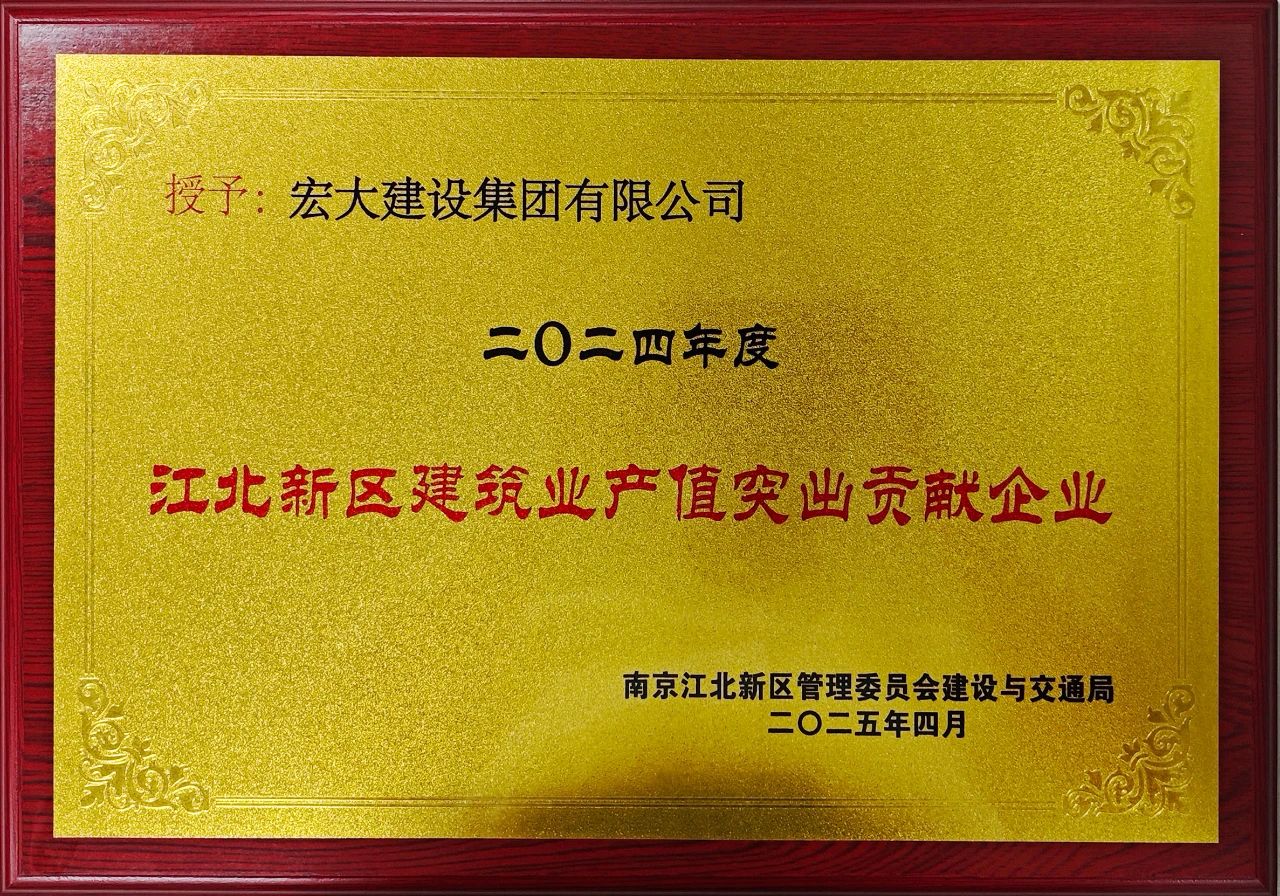 授予：宏大建设集团有限公司
二〇二四年度
江北新区建筑业产值突出贡献企业
南京江北新区管理委员会建设与交通局
二〇二五年四月